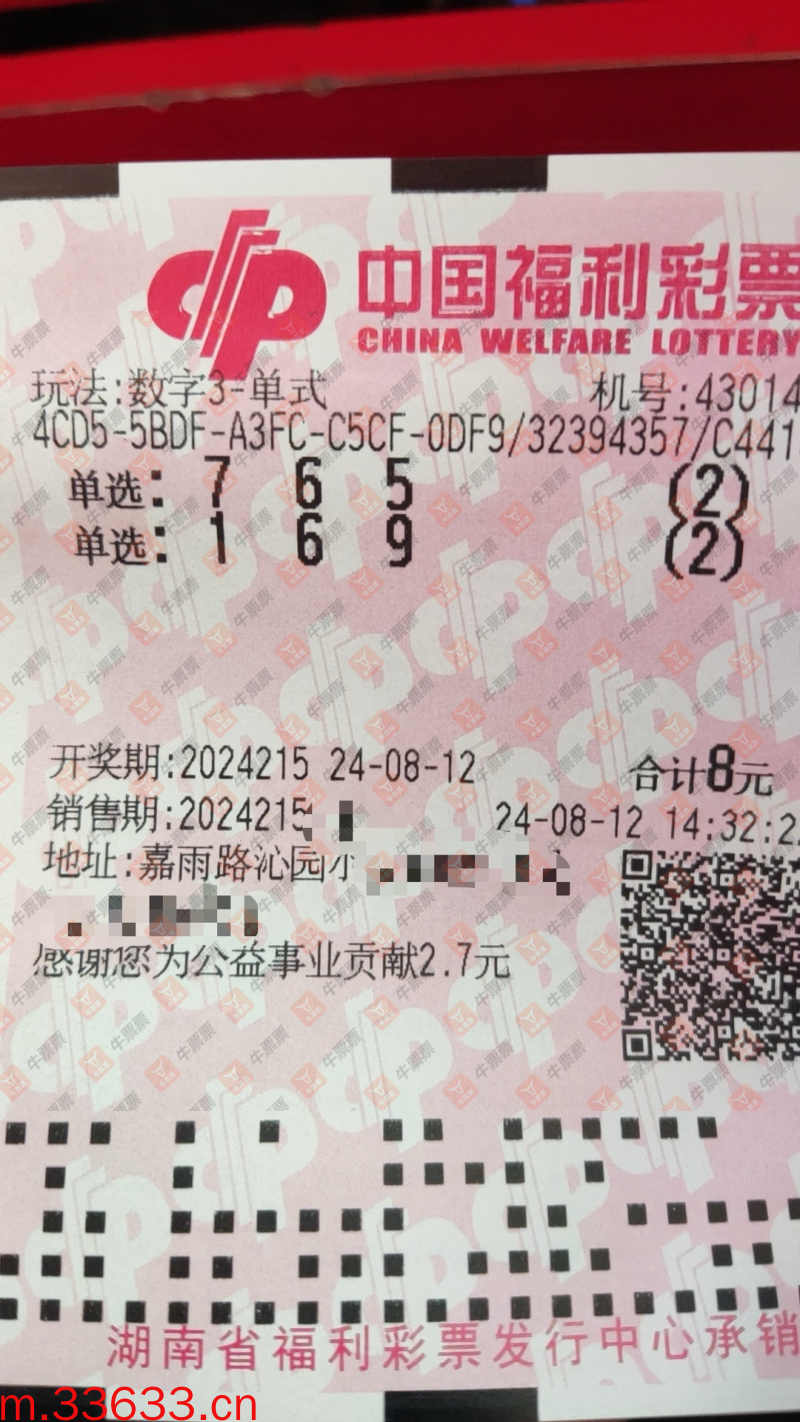 中国福利彩票
CHINA WELFARE LOTTERY
玩法:数字3-单式 机号:43014
4CD5-5BDF-A3FC-C5CF-0DF9/32394357/C441
单选: 7 6 5 (2)
单选: 1 6 9 (2)
开奖期:2024215 24-08-12 合计8元
销售期:2024215 24-08-12 14:32:2
地址:嘉雨路沁园小
感谢您为公益事业贡献2.7元
湖南省福利彩票发行中心承销
m.33633.cn
牛票票